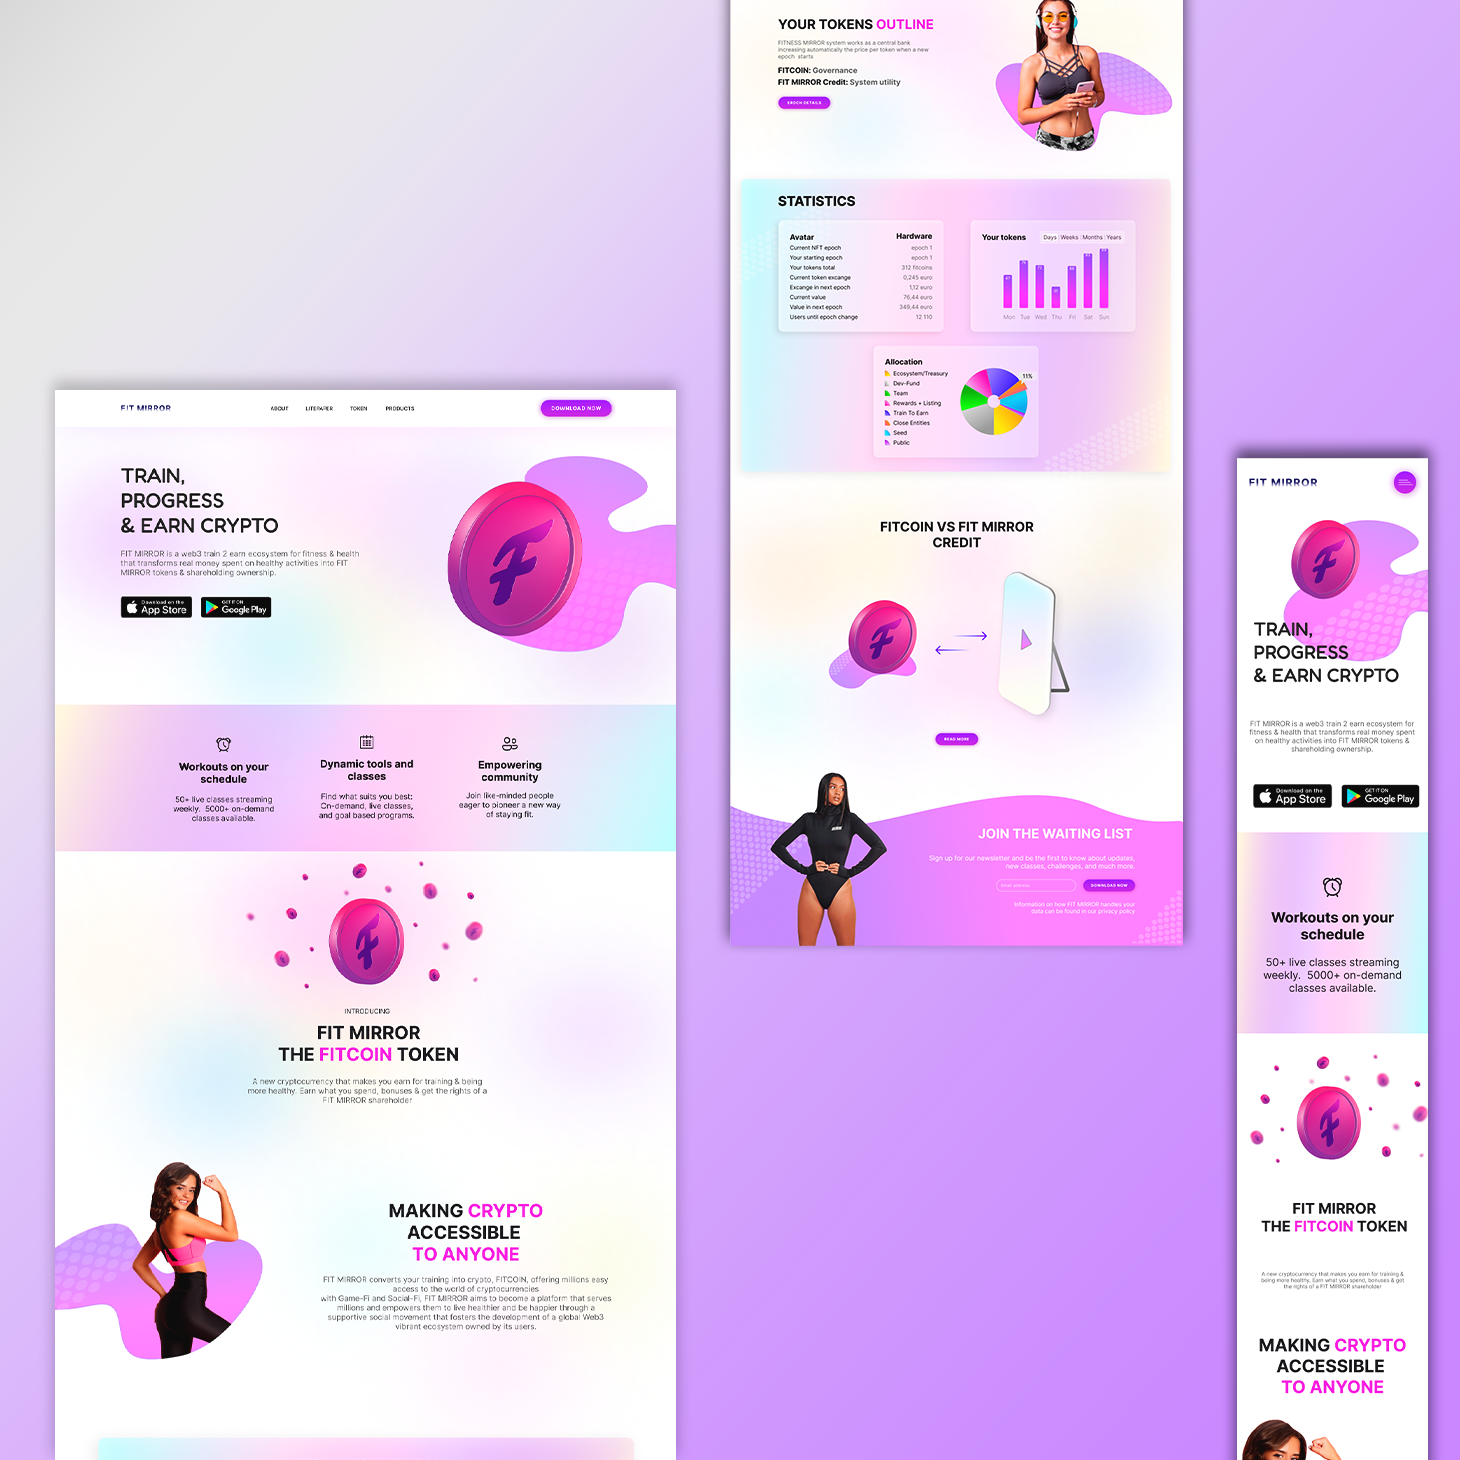 FIT MIRROR
ABOUT
LITEPAPER
TOKEN
PRODUCTS
DOWNLOAD NOW
TRAIN,
PROGRESS
& EARN CRYPTO
FIT MIRROR is a web3 train 2 earn ecosystem for fitness & health
that transforms real money spent on healthy activities into FIT
MIRROR tokens & shareholding ownership.
Download on the
App Store
GET IT ON
Google Play
Workouts on your
schedule
50+ live classes streaming
weekly. 5000+ on-demand
classes available.
Dynamic tools and
classes
Find what suits you best:
On-demand, live classes,
and goal based programs.
Empowering
community
Join like-minded people
eager to pioneer a new way
of staying fit.
INTRODUCING
FIT MIRROR
THE FITCOIN TOKEN
A new cryptocurrency that makes you earn for training & being
more healthy. Earn what you spend, bonuses & get the rights of a
FIT MIRROR shareholder
MAKING CRYPTO
ACCESSIBLE
TO ANYONE
FIT MIRROR converts your training into crypto, FITCOIN, offering millions easy
access to the world of cryptocurrencies
with Game-Fi and Social-Fi, FIT MIRROR aims to become a platform that serves
millions and empowers them to live healthier and be happier through a
supportive social movement that fosters the development of a global Web3
vibrant ecosystem owned by its users.
YOUR TOKENS OUTLINE
FITNESS MIRROR system works as a central bank
increasing automatically the price per token when a new
epoch starts
FITCOIN: Governance
FIT MIRROR Credit: System utility
EPOCH DETAILS
STATISTICS
Avatar Hardware
Current NFT epoch epoch 1
Your starting epoch epoch 1
Your tokens total 312 fitcoins
Current token excange 0,245 euro
Excange in next epoch 1,12 euro
Current value 76,44 euro
Value in next epoch 349,44 euro
Users until epoch change 12 110
Your tokens
Days Weeks Months Years
Mon Tue Wed Thu Fri Sat Sun
Allocation
Ecosystem/Treasury
Dev-Fund
Team
Rewards + Listing
Train To Earn
Close Entities
Seed
Public
11%
FITCOIN VS FIT MIRROR
CREDIT
READ MORE
JOIN THE WAITING LIST
Sign up for our newsletter and be the first to know about updates,
new classes, challenges, and much more.
Email address
DOWNLOAD NOW
Information on how FIT MIRROR handles your
data can be found in our privacy policy
FIT MIRROR
TRAIN,
PROGRESS
& EARN CRYPTO
FIT MIRROR is a web3 train 2 earn ecosystem for
fitness & health that transforms real money spent
on healthy activities into FIT MIRROR tokens &
shareholding ownership.
Download on the
App Store
GET IT ON
Google Play
Workouts on your
schedule
50+ live classes streaming
weekly. 5000+ on-demand
classes available.
FIT MIRROR
THE FITCOIN TOKEN
A new cryptocurrency that makes you earn for training &
being more healthy. Earn what you spend, bonuses & get
the rights of a FIT MIRROR shareholder
MAKING CRYPTO
ACCESSIBLE
TO ANYONE